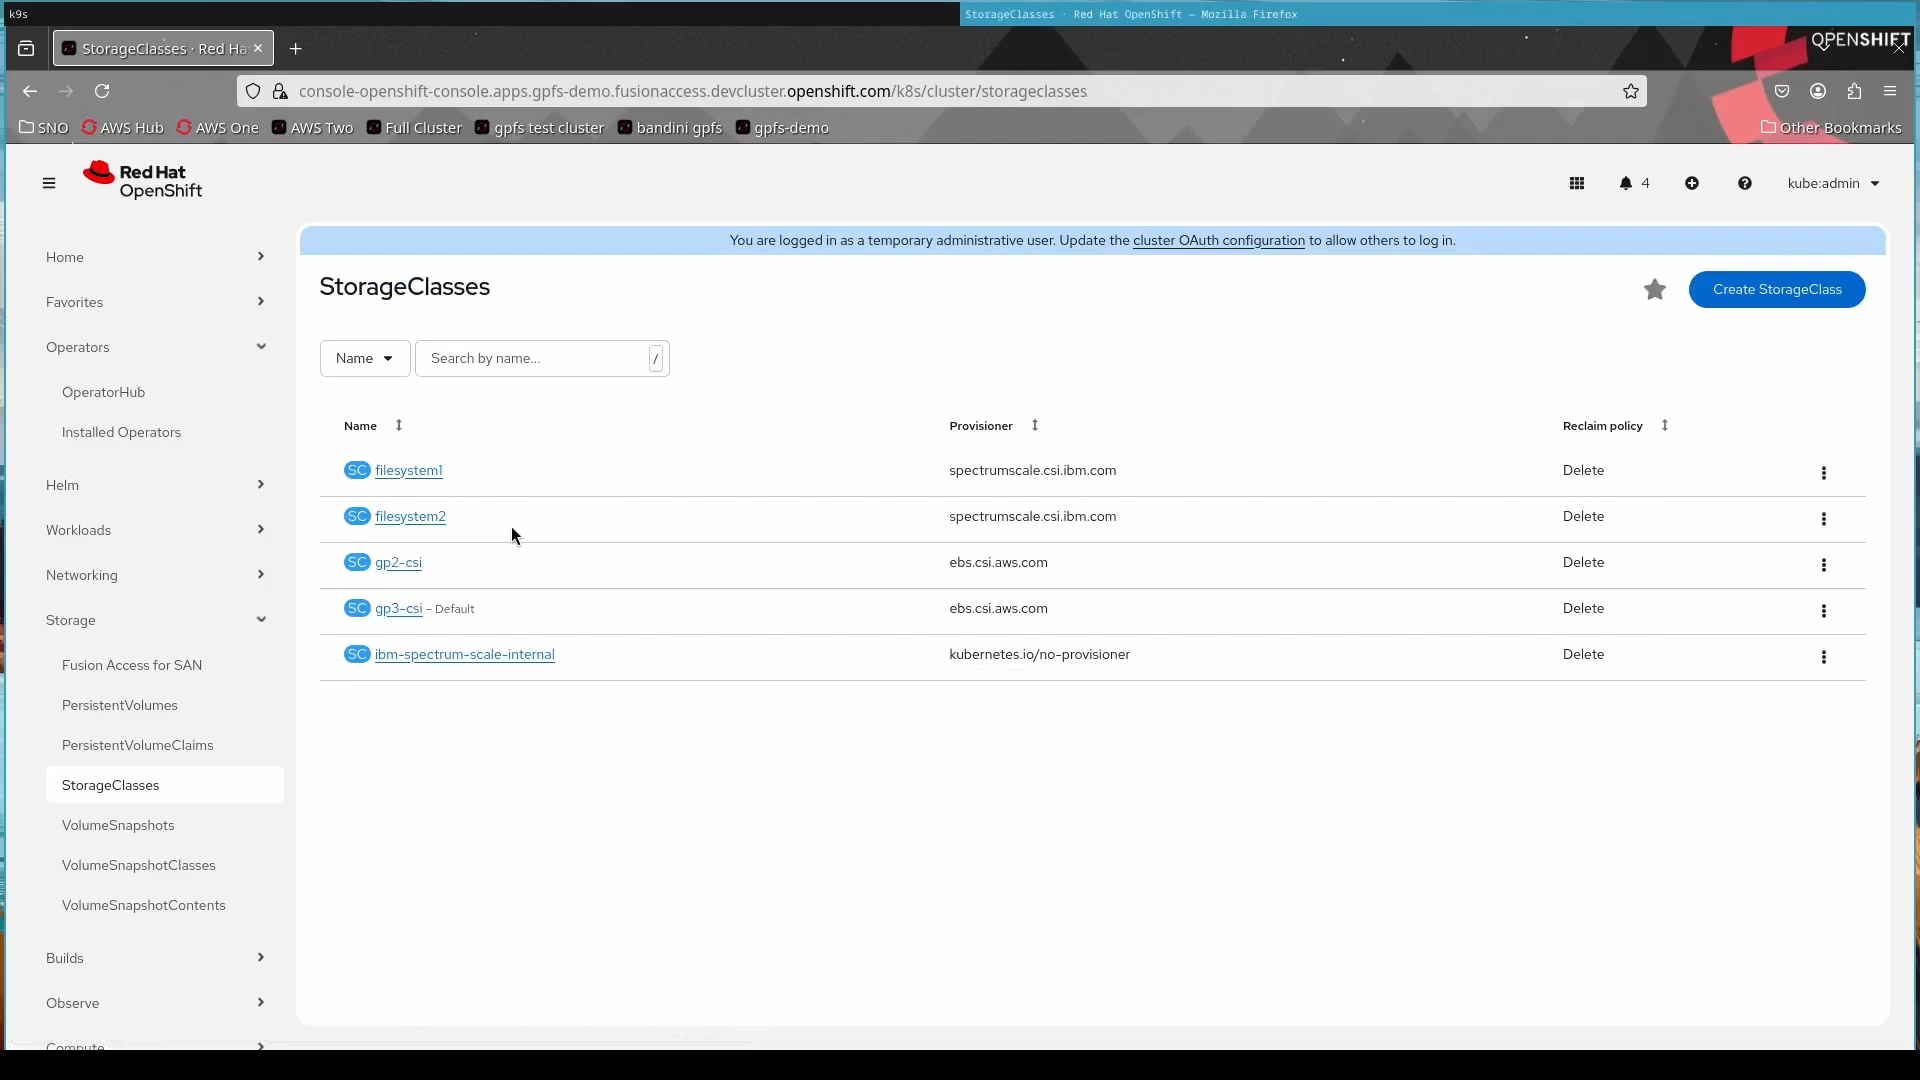 k9s
StorageClasses · Red Hat OpenShift — Mozilla Firefox
StorageClasses · Red Ha
OPENSHIFT
console-openshift-console.apps.gpfs-demo.fusionaccess.devcluster.openshift.com/k8s/cluster/storageclasses
SNO AWS Hub AWS One AWS Two Full Cluster gpfs test cluster bandini gpfs gpfs-demo Other Bookmarks
Red Hat
OpenShift
4
kube:admin
You are logged in as a temporary administrative user. Update the cluster OAuth configuration to allow others to log in.
Home
Favorites
Operators
OperatorHub
Installed Operators
Helm
Workloads
Networking
Storage
Fusion Access for SAN
PersistentVolumes
PersistentVolumeClaims
StorageClasses
VolumeSnapshots
VolumeSnapshotClasses
VolumeSnapshotContents
Builds
Observe
Compute
StorageClasses
Create StorageClass
Name Search by name... /
Name Provisioner Reclaim policy
SC filesystem1 spectrumscale.csi.ibm.com Delete
SC filesystem2 spectrumscale.csi.ibm.com Delete
SC gp2-csi ebs.csi.aws.com Delete
SC gp3-csi – Default ebs.csi.aws.com Delete
SC ibm-spectrum-scale-internal kubernetes.io/no-provisioner Delete